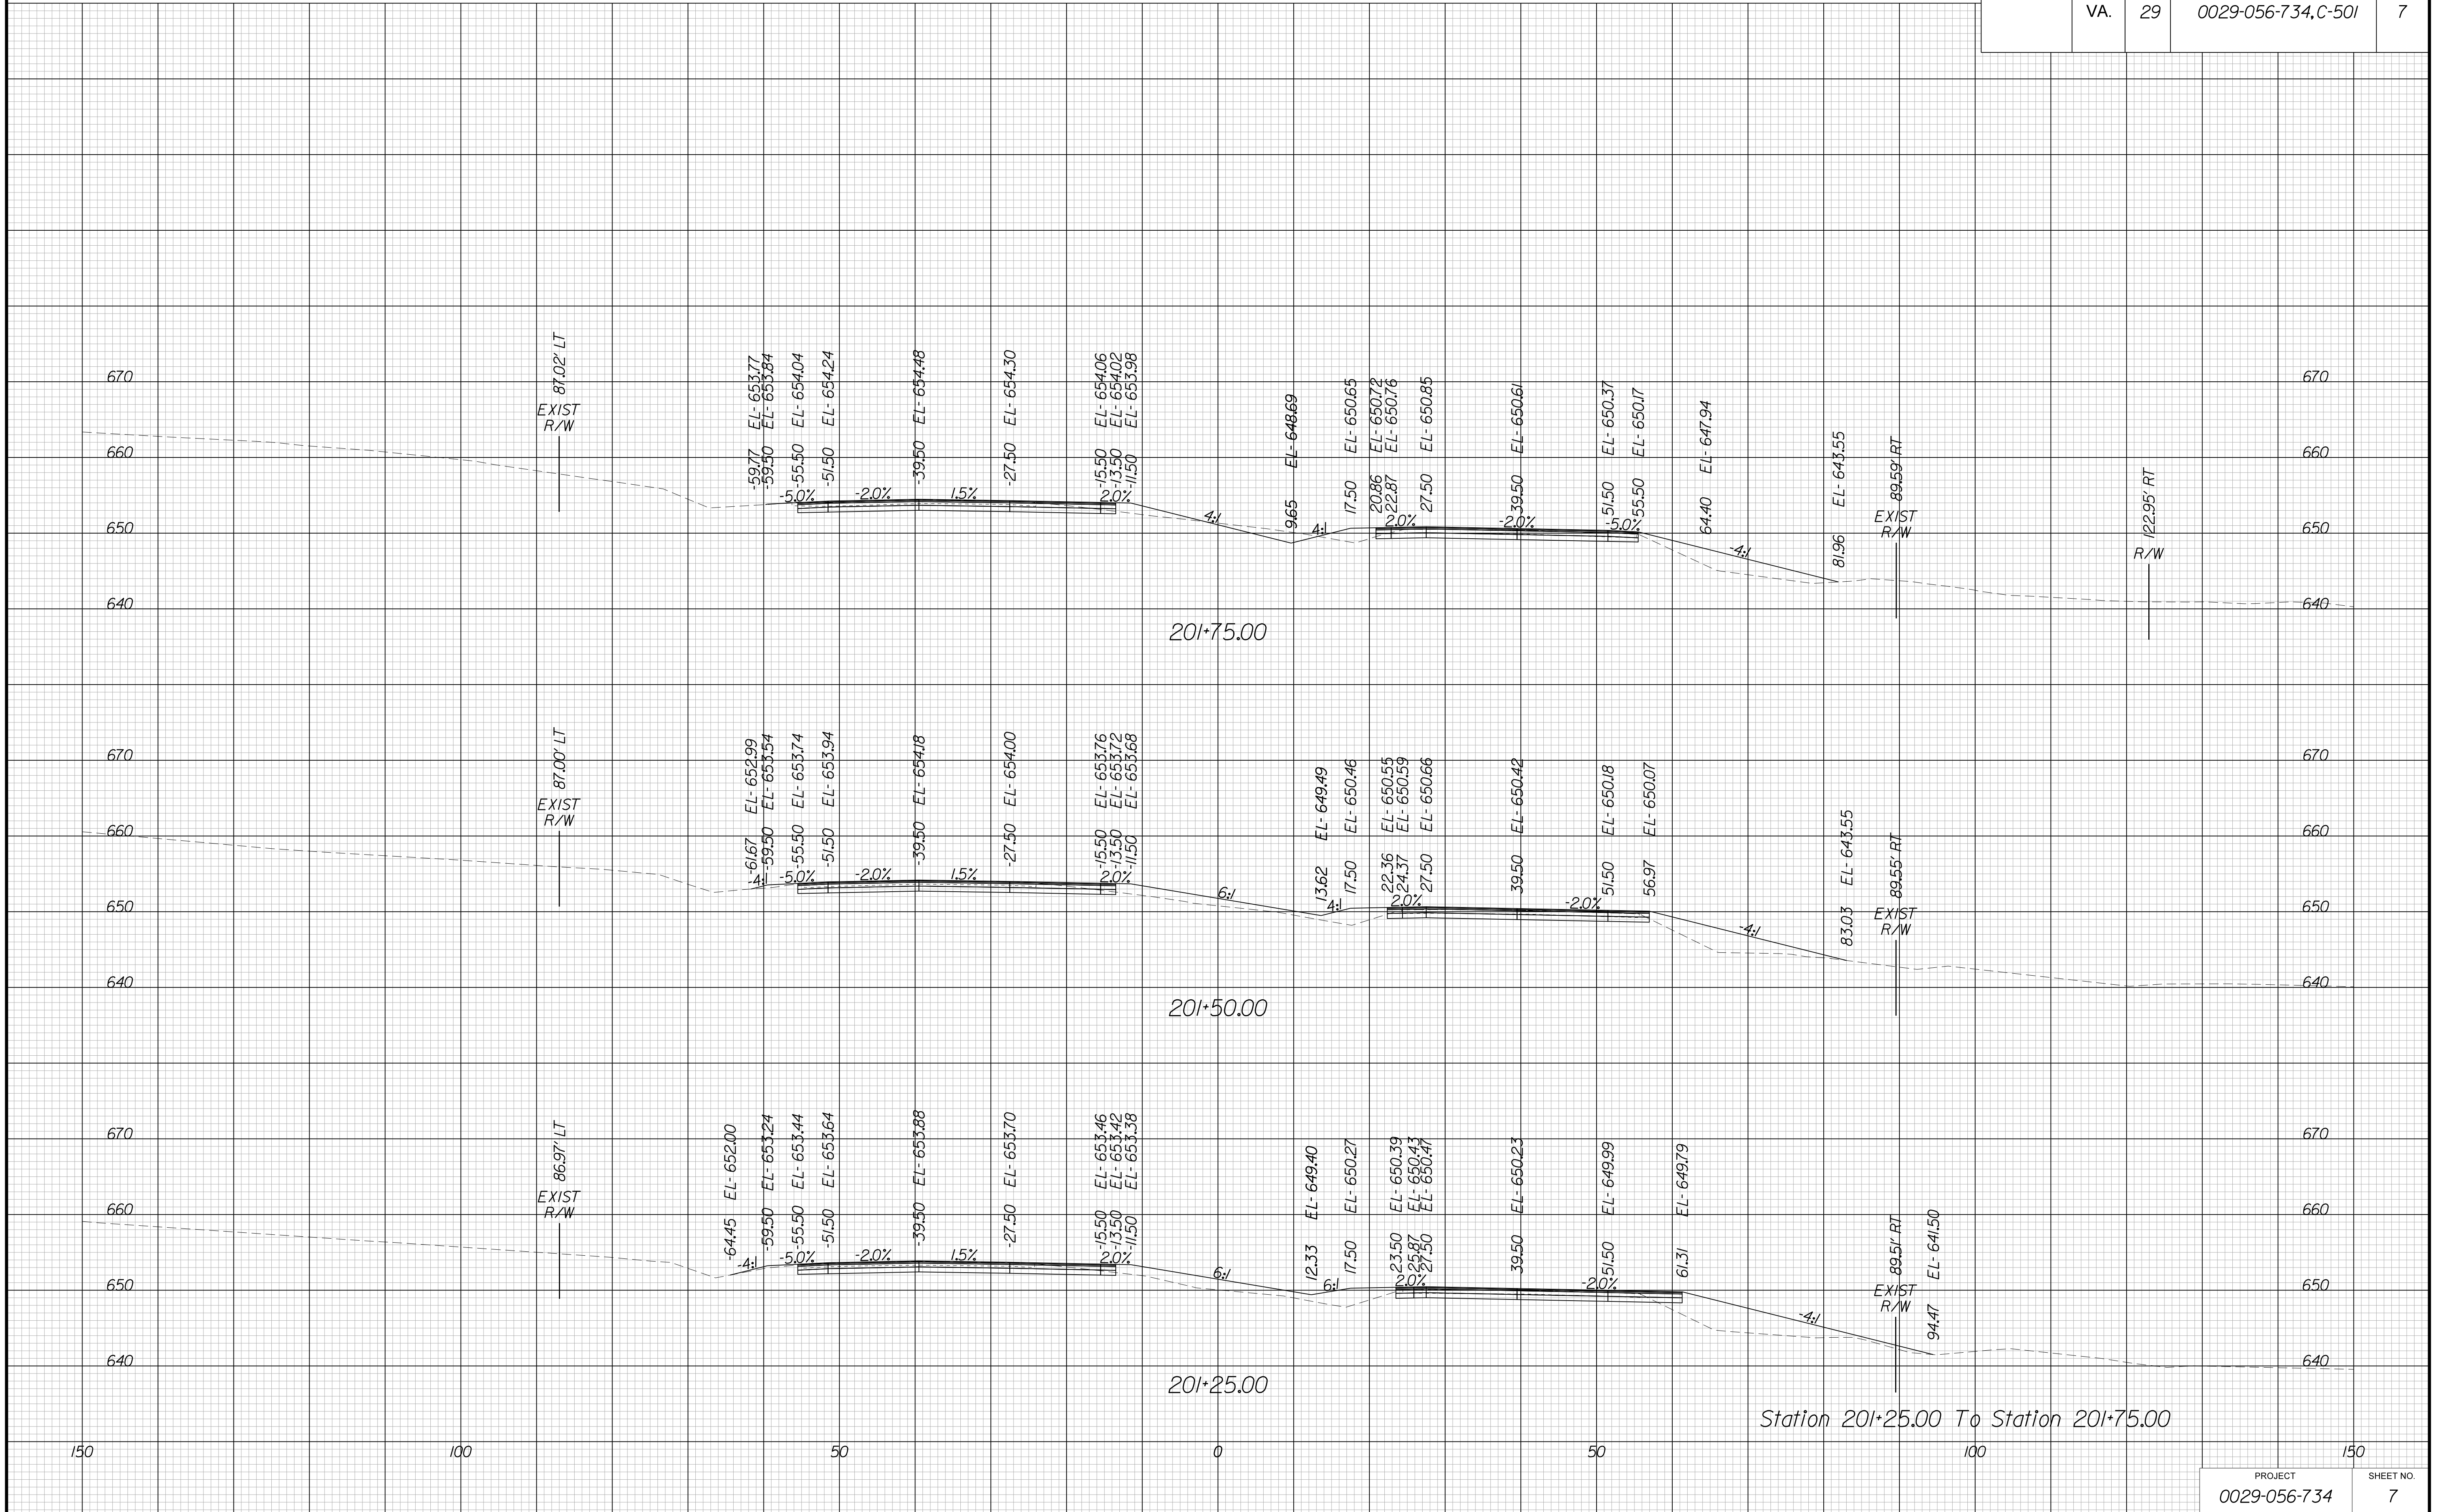 VA. 29 0029-056-734,C-501 7
670 670
660 660
650 650
640 640
87.02' LT
EXIST
R/W
-59.77 EL- 653.77
-59.50 EL- 653.84
-55.50 EL- 654.04
-51.50 EL- 654.24
-39.50 EL- 654.48
-27.50 EL- 654.30
-15.50 EL- 654.06
-13.50 EL- 654.02
-11.50 EL- 653.98
9.65 EL- 648.69
17.50 EL- 650.65
20.86 EL- 650.72
22.87 EL- 650.76
27.50 EL- 650.85
39.50 EL- 650.61
51.50 EL- 650.37
55.50 EL- 650.17
64.40 EL- 647.94
81.96 EL- 643.55
89.59' RT
EXIST
R/W
122.95' RT
R/W
-5.0% -2.0% 1.5% 2.0% 4:1 4:1 2.0% -2.0% -5.0% -4:1
201+75.00
670 670
660 660
650 650
640 640
87.00' LT
EXIST
R/W
-61.67 EL- 652.99
-59.50 EL- 653.54
-55.50 EL- 653.74
-51.50 EL- 653.94
-39.50 EL- 654.18
-27.50 EL- 654.00
-15.50 EL- 653.76
-13.50 EL- 653.72
-11.50 EL- 653.68
13.62 EL- 649.49
17.50 EL- 650.46
22.36 EL- 650.55
24.37 EL- 650.59
27.50 EL- 650.66
39.50 EL- 650.42
51.50 EL- 650.18
56.97 EL- 650.07
83.03 EL- 643.55
89.55' RT
EXIST
R/W
-4:1 -5.0% -2.0% 1.5% 2.0% 6:1 4:1 2.0% -2.0% -4:1
201+50.00
670 670
660 660
650 650
640 640
86.97' LT
EXIST
R/W
-64.45 EL- 652.00
-59.50 EL- 653.24
-55.50 EL- 653.44
-51.50 EL- 653.64
-39.50 EL- 653.88
-27.50 EL- 653.70
-15.50 EL- 653.46
-13.50 EL- 653.42
-11.50 EL- 653.38
12.33 EL- 649.40
17.50 EL- 650.27
23.50 EL- 650.39
25.87 EL- 650.43
27.50 EL- 650.47
39.50 EL- 650.23
51.50 EL- 649.99
61.31 EL- 649.79
89.51' RT
EXIST
R/W
94.47 EL- 641.50
-4:1 -5.0% -2.0% 1.5% 2.0% 6:1 6:1 2.0% -2.0% -4:1
201+25.00
Station 201+25.00 To Station 201+75.00
150 100 50 0 50 100 150
PROJECT SHEET NO.
0029-056-734 7